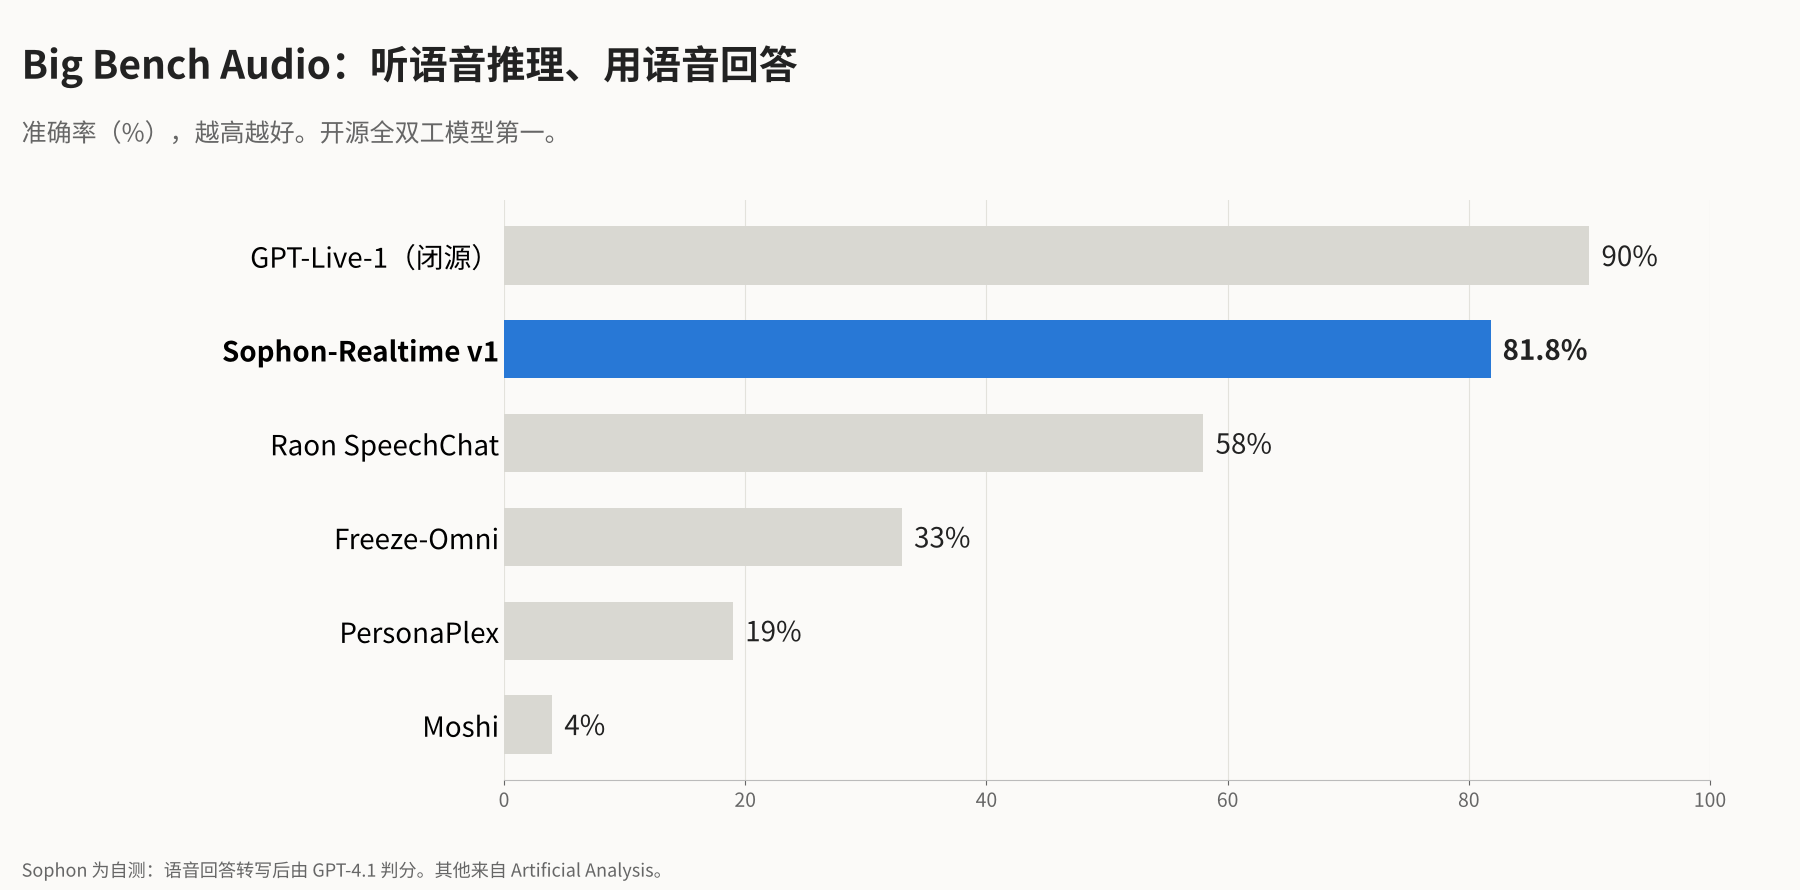 Big Bench Audio：听语音推理、用语音回答
准确率（%），越高越好。开源全双工模型第一。
GPT-Live-1（闭源） 90%
Sophon-Realtime v1 81.8%
Raon SpeechChat 58%
Freeze-Omni 33%
PersonaPlex 19%
Moshi 4%
0 20 40 60 80 100
Sophon 为自测：语音回答转写后由 GPT-4.1 判分。其他来自 Artificial Analysis。